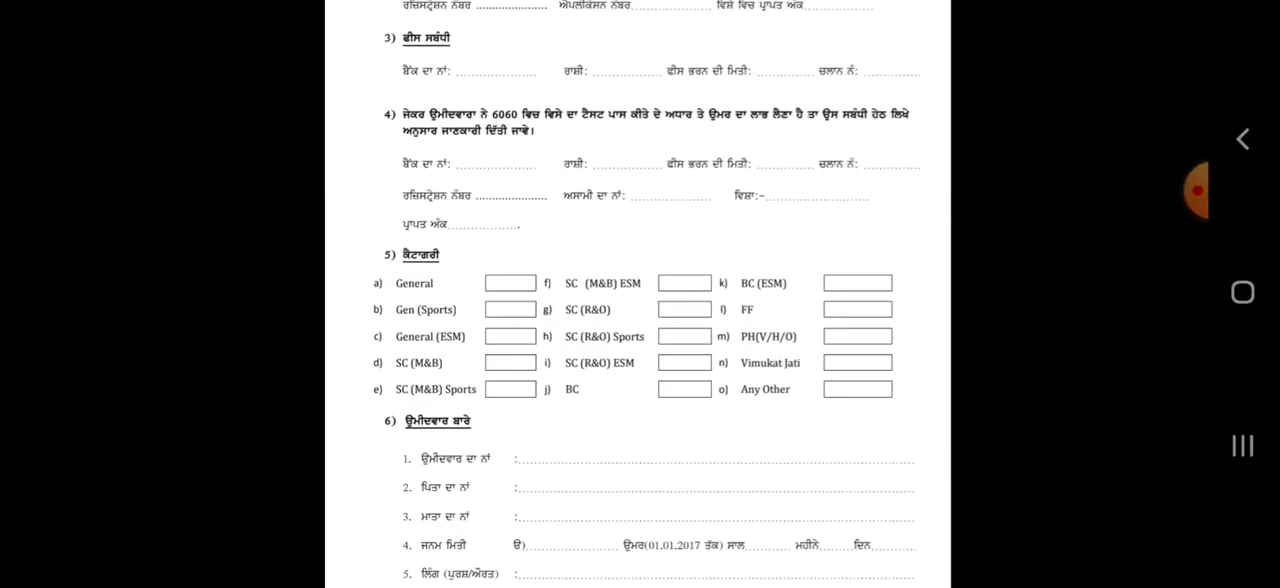 ਰਜ਼ਿਸਟ੍ਰੇਸ਼ਨ ਨੰਬਰ ...................... ਐਪਲੀਕੇਸਨ ਨੰਬਰ......................... ਵਿਸ਼ੇ ਵਿਚ ਪ੍ਰਾਪਤ ਅੰਕ.....................
3) ਫੀਸ ਸਬੰਧੀ
ਬੈਂਕ ਦਾ ਨਾਂ: ........................ ਰਾਸ਼ੀ: ..................... ਫੀਸ ਭਰਨ ਦੀ ਮਿਤੀ: ................. ਚਲਾਨ ਨੰ: .................
4) ਜੇਕਰ ਉਮੀਦਵਾਰਾ ਨੇ 6060 ਵਿਚ ਵਿਸੇ ਦਾ ਟੈਸਟ ਪਾਸ ਕੀਤੇ ਦੇ ਅਧਾਰ ਤੇ ਉਮਰ ਦਾ ਲਾਭ ਲੈਣਾ ਹੈ ਤਾ ਉਸ ਸਬੰਧੀ ਹੇਠ ਲਿਖੇ
ਅਨੁਸਾਰ ਜਾਣਕਾਰੀ ਦਿੱਤੀ ਜਾਵੇ।
ਬੈਂਕ ਦਾ ਨਾਂ: ........................ ਰਾਸ਼ੀ: ..................... ਫੀਸ ਭਰਨ ਦੀ ਮਿਤੀ: ................. ਚਲਾਨ ਨੰ: .................
ਰਜ਼ਿਸਟ੍ਰੇਸ਼ਨ ਨੰਬਰ ...................... ਅਸਾਮੀ ਦਾ ਨਾਂ: ......................... ਵਿਸ਼ਾ:-................................
ਪ੍ਰਾਪਤ ਅੰਕ......................
5) ਕੈਟਾਗਰੀ
a) General f) SC (M&B) ESM k) BC (ESM)
b) Gen (Sports) g) SC (R&O) l) FF
c) General (ESM) h) SC (R&O) Sports m) PH(V/H/O)
d) SC (M&B) i) SC (R&O) ESM n) Vimukat Jati
e) SC (M&B) Sports j) BC o) Any Other
6) ਉਮੀਦਵਾਰ ਬਾਰੇ
1. ਉਮੀਦਵਾਰ ਦਾ ਨਾਂ :................................................................
2. ਪਿਤਾ ਦਾ ਨਾਂ :................................................................
3. ਮਾਤਾ ਦਾ ਨਾਂ :................................................................
4. ਜਨਮ ਮਿਤੀ ੳ)............................ ਉਮਰ(01.01.2017 ਤੱਕ) ਸਾਲ.............. ਮਹੀਨੇ..........ਦਿਨ.............
5. ਲਿੰਗ (ਪੁਰਸ਼/ਔਰਤ) :................................................................